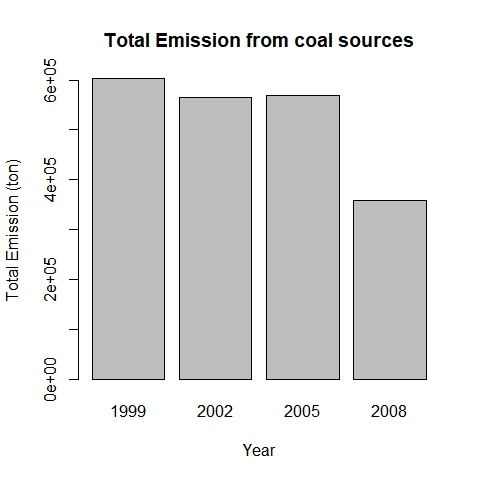 Total Emission from coal sources
Total Emission (ton)
6e+05
4e+05
2e+05
0e+00
1999 2002 2005 2008
Year